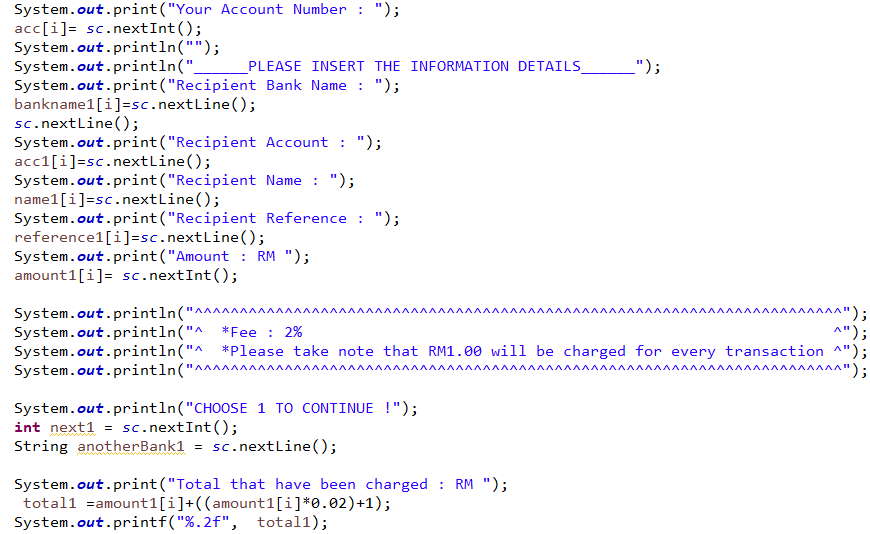 System.out.print("Your Account Number : ");
acc[i]= sc.nextInt();
System.out.println("");
System.out.println("______PLEASE INSERT THE INFORMATION DETAILS______");
System.out.print("Recipient Bank Name : ");
bankname1[i]=sc.nextLine();
sc.nextLine();
System.out.print("Recipient Account : ");
acc1[i]=sc.nextLine();
System.out.print("Recipient Name : ");
name1[i]=sc.nextLine();
System.out.print("Recipient Reference : ");
reference1[i]=sc.nextLine();
System.out.print("Amount : RM ");
amount1[i]= sc.nextInt();
System.out.println("^^^^^^^^^^^^^^^^^^^^^^^^^^^^^^^^^^^^^^^^^^^^^^^^^^^^^^^^^^^^^^^^^^^^^^^^");
System.out.println("^  *Fee : 2%                                                           ^");
System.out.println("^  *Please take note that RM1.00 will be charged for every transaction ^");
System.out.println("^^^^^^^^^^^^^^^^^^^^^^^^^^^^^^^^^^^^^^^^^^^^^^^^^^^^^^^^^^^^^^^^^^^^^^^^");
System.out.println("CHOOSE 1 TO CONTINUE !");
int next1 = sc.nextInt();
String anotherBank1 = sc.nextLine();
System.out.print("Total that have been charged : RM ");
total1 =amount1[i]+((amount1[i]*0.02)+1);
System.out.printf("%.2f",  total1);